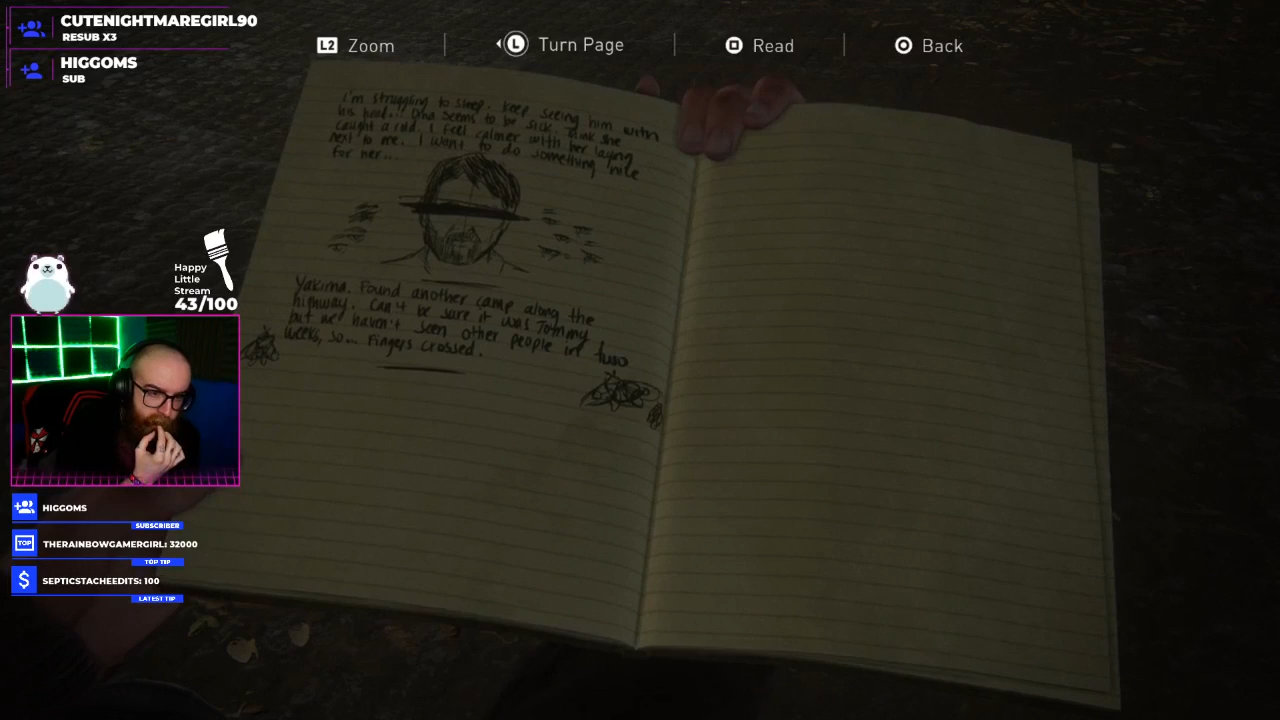 CUTENIGHTMAREGIRL90
RESUB X3
HIGGOMS
SUB
L2 Zoom
L Turn Page
Read
Back
I'm struggling to sleep. Keep seeing him with
his head... Dina seems to be sick. Think she
caught a cold. I feel calmer with her laying
next to me. I want to do something nice
for her...
Yakima. Found another camp along the
highway. Can't be sure it was Tommy
but we haven't seen other people in two
weeks, so... Fingers crossed.
Happy
Little
Stream
43/100
HIGGOMS
SUBSCRIBER
TOP
THERAINBOWGAMERGIRL: 32000
TOP TIP
$
SEPTICSTACHEEDITS: 100
LATEST TIP